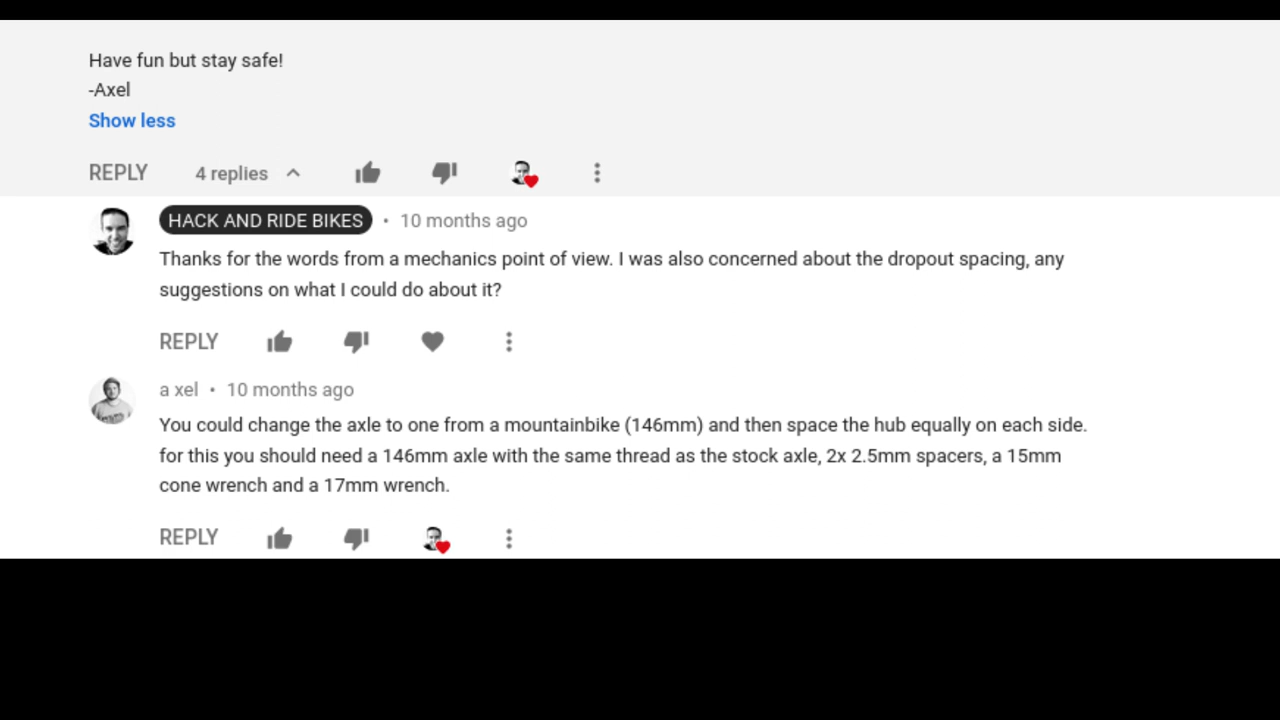 Have fun but stay safe!
-Axel
Show less
REPLY 4 replies
HACK AND RIDE BIKES • 10 months ago
Thanks for the words from a mechanics point of view. I was also concerned about the dropout spacing, any
suggestions on what I could do about it?
REPLY
a xel • 10 months ago
You could change the axle to one from a mountainbike (146mm) and then space the hub equally on each side.
for this you should need a 146mm axle with the same thread as the stock axle, 2x 2.5mm spacers, a 15mm
cone wrench and a 17mm wrench.
REPLY